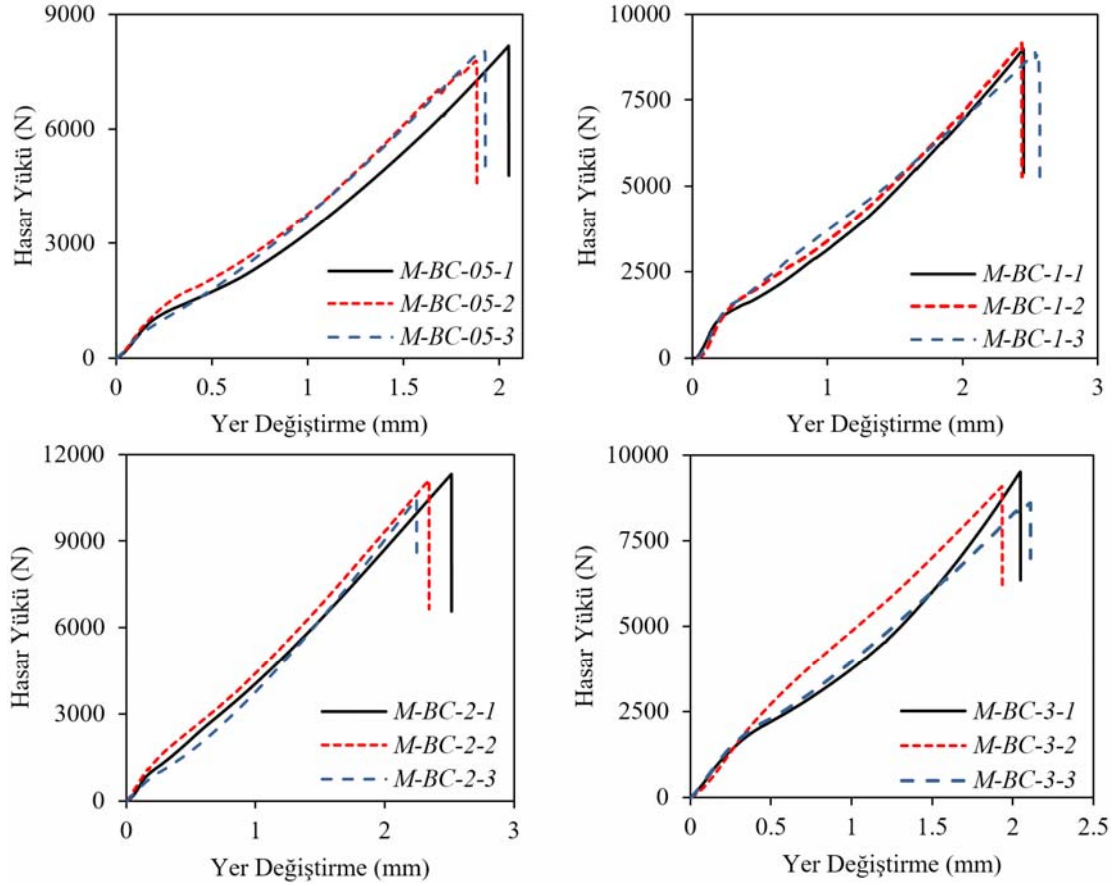 Hasar Yükü (N)
9000
6000
3000
0
0 0.5 1 1.5 2
Yer Değiştirme (mm)
M-BC-05-1
M-BC-05-2
M-BC-05-3
Hasar Yükü (N)
10000
7500
5000
2500
0
0 1 2 3
Yer Değiştirme (mm)
M-BC-1-1
M-BC-1-2
M-BC-1-3
Hasar Yükü (N)
12000
9000
6000
3000
0
0 1 2 3
Yer Değiştirme (mm)
M-BC-2-1
M-BC-2-2
M-BC-2-3
Hasar Yükü (N)
10000
7500
5000
2500
0
0 0.5 1 1.5 2 2.5
Yer Değiştirme (mm)
M-BC-3-1
M-BC-3-2
M-BC-3-3